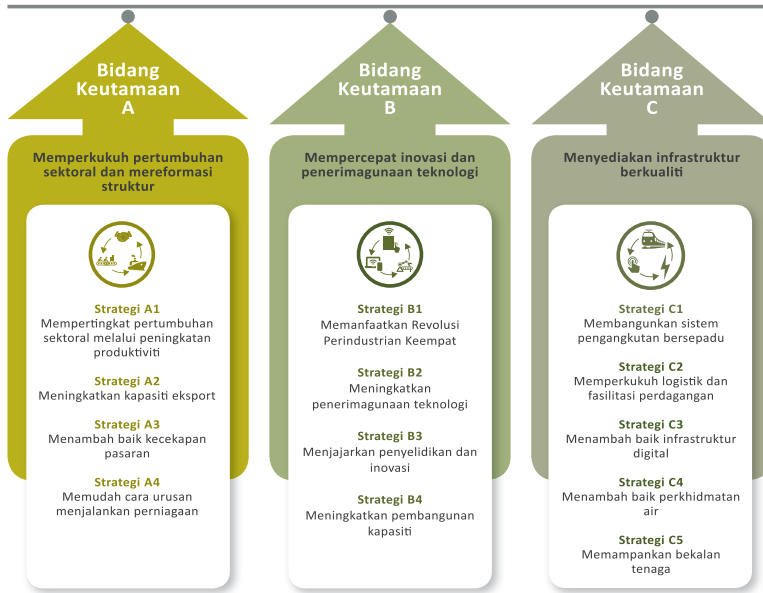 Bidang
Keutamaan
A
Memperkukuh pertumbuhan
sektoral dan mereformasi
struktur
Strategi A1
Mempertingkat pertumbuhan
sektoral melalui peningkatan
produktiviti
Strategi A2
Meningkatkan kapasiti eksport
Strategi A3
Menambah baik kecekapan
pasaran
Strategi A4
Memudah cara urusan
menjalankan perniagaan
Bidang
Keutamaan
B
Mempercepat inovasi dan
penerimagunaan teknologi
Strategi B1
Memanfaatkan Revolusi
Perindustrian Keempat
Strategi B2
Meningkatkan
penerimagunaan teknologi
Strategi B3
Menjajarkan penyelidikan dan
inovasi
Strategi B4
Meningkatkan pembangunan
kapasiti
Bidang
Keutamaan
C
Menyediakan infrastruktur
berkualiti
Strategi C1
Membangunkan sistem
pengangkutan bersepadu
Strategi C2
Memperkukuh logistik dan
fasilitasi perdagangan
Strategi C3
Menambah baik infrastruktur
digital
Strategi C4
Menambah baik perkhidmatan
air
Strategi C5
Memampankan bekalan
tenaga